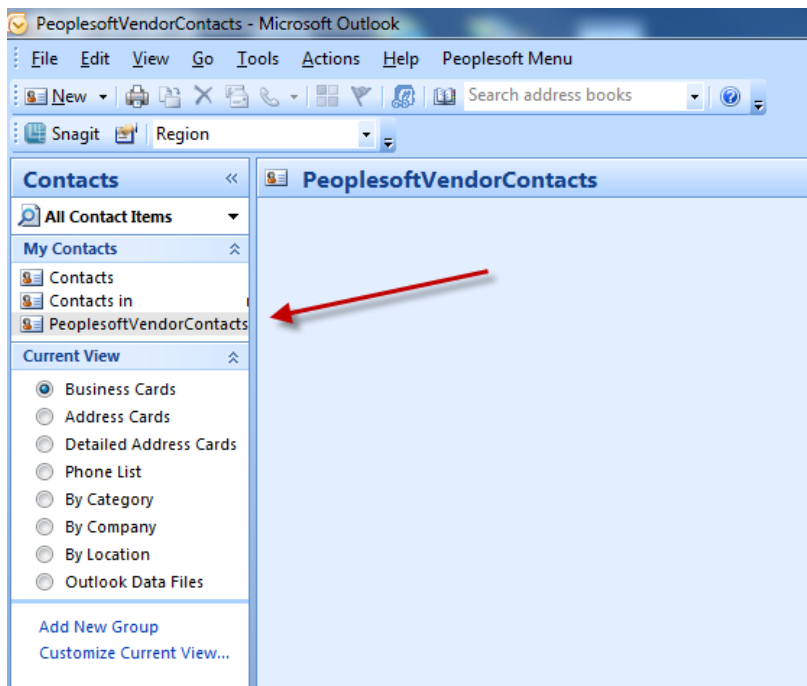 PeoplesoftVendorContacts - Microsoft Outlook
File Edit View Go Tools Actions Help Peoplesoft Menu
New Search address books
Snagit Region
Contacts «
PeoplesoftVendorContacts
All Contact Items
My Contacts
Contacts
Contacts in
PeoplesoftVendorContacts
Current View
Business Cards
Address Cards
Detailed Address Cards
Phone List
By Category
By Company
By Location
Outlook Data Files
Add New Group
Customize Current View...